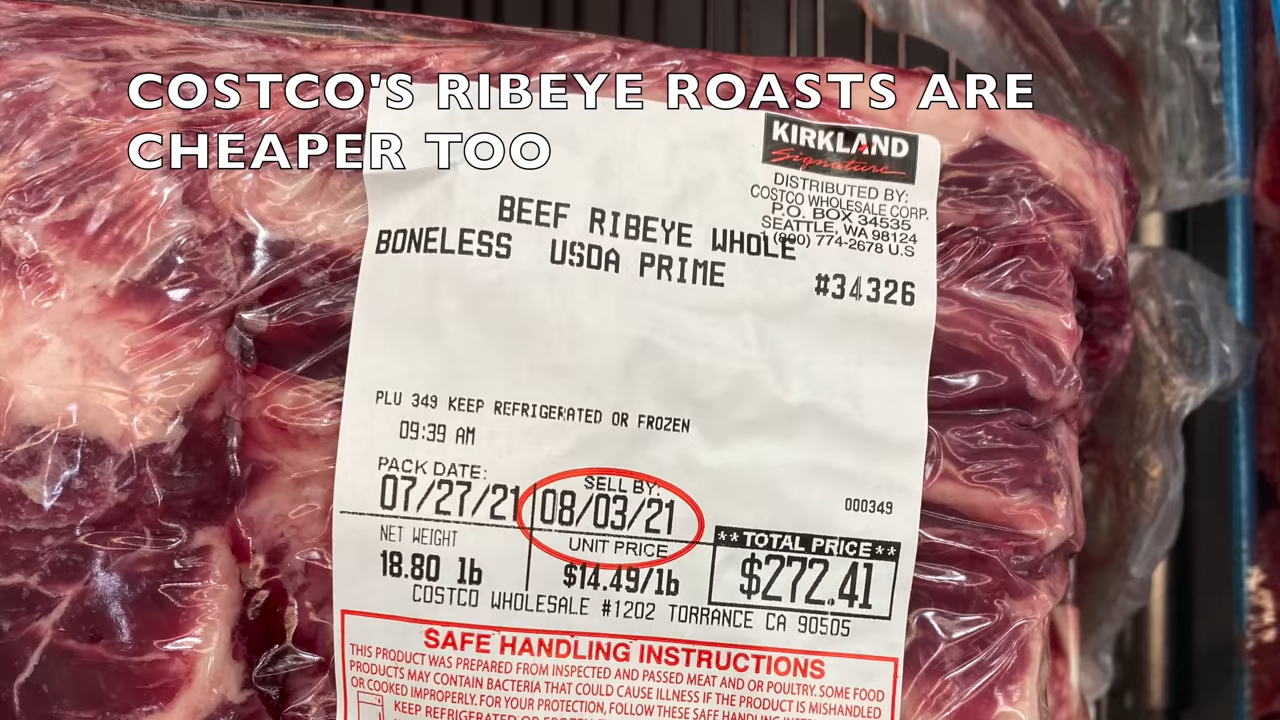 COSTCO'S RIBEYE ROASTS ARE
CHEAPER TOO
KIRKLAND
Signature
DISTRIBUTED BY:
COSTCO WHOLESALE CORP.
P.O. BOX 34535
SEATTLE, WA 98124
(800) 774-2678 U.S
BEEF RIBEYE WHOLE
BONELESS USDA PRIME
#34326
PLU 349 KEEP REFRIGERATED OR FROZEN
09:39 AM
000349
PACK DATE:
07/27/21
SELL BY:
08/03/21
NET WEIGHT
18.80 lb
UNIT PRICE
$14.49/lb
**TOTAL PRICE**
$272.41
COSTCO WHOLESALE #1202 TORRANCE CA 90505
SAFE HANDLING INSTRUCTIONS
THIS PRODUCT WAS PREPARED FROM INSPECTED AND PASSED MEAT AND OR POULTRY. SOME FOOD
PRODUCTS MAY CONTAIN BACTERIA THAT COULD CAUSE ILLNESS IF THE PRODUCT IS MISHANDLED
OR COOKED IMPROPERLY. FOR YOUR PROTECTION, FOLLOW THESE SAFE HANDLING
KEEP REFRIGERATED OR FROZEN